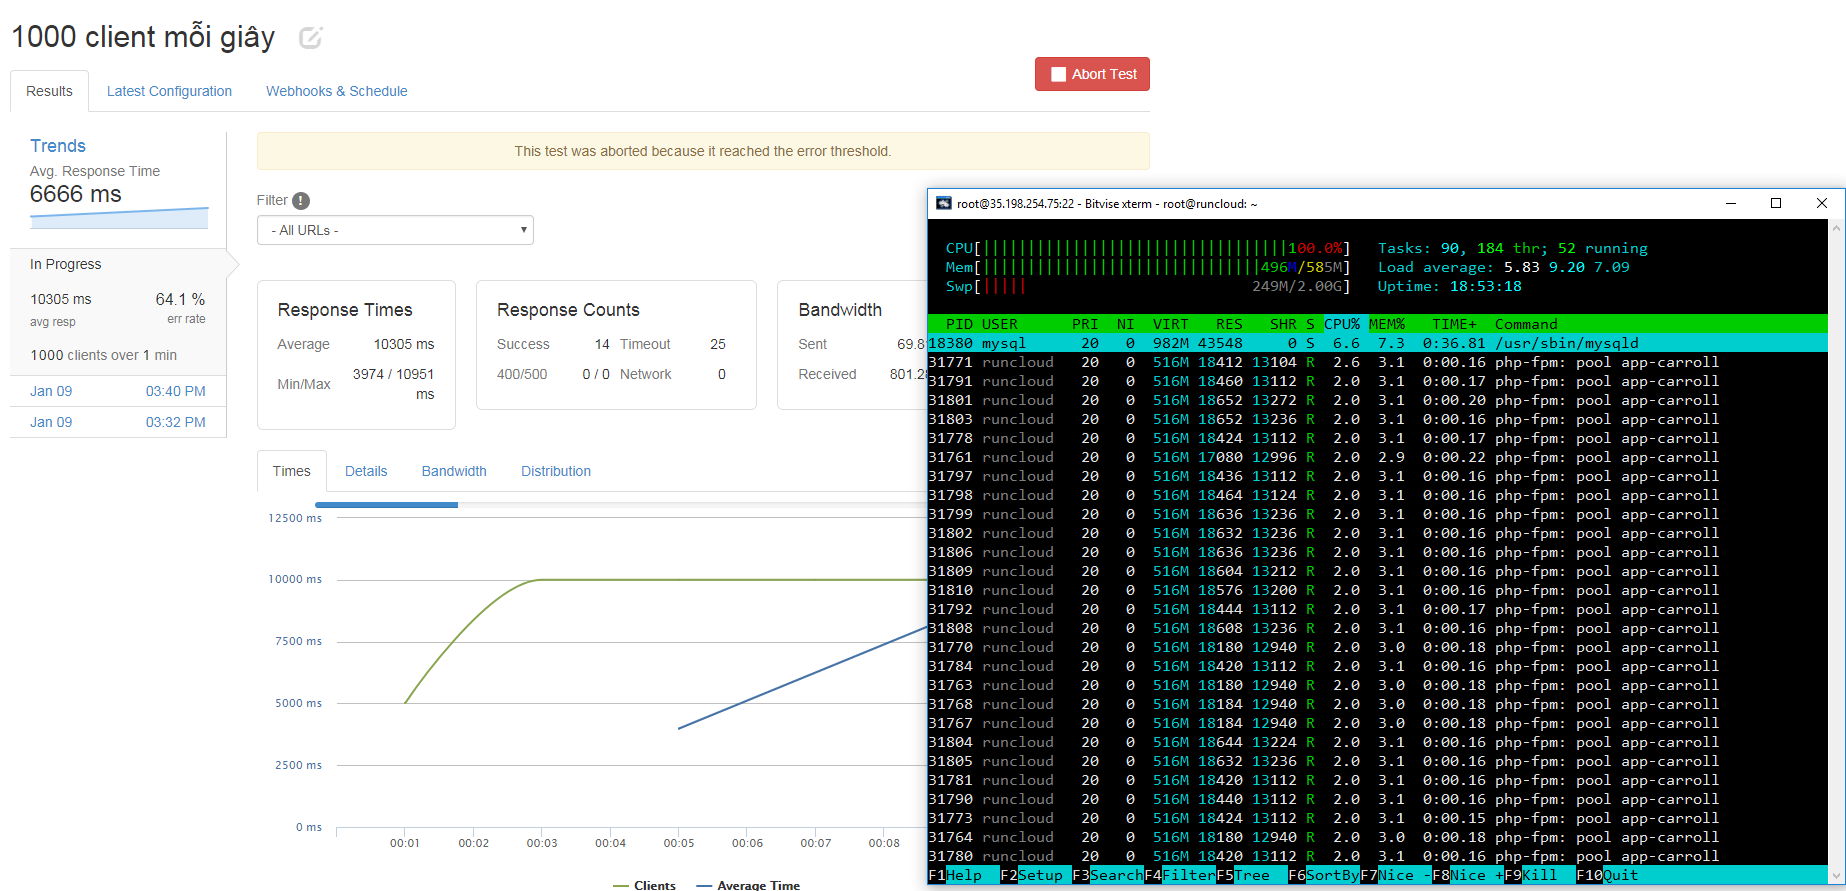 1000 client mỗi giây
Abort Test
Results Latest Configuration Webhooks & Schedule
Trends
Avg. Response Time
6666 ms
In Progress
10305 ms 64.1 %
avg resp err rate
1000 clients over 1 min
Jan 09 03:40 PM
Jan 09 03:32 PM
This test was aborted because it reached the error threshold.
Filter !
- All URLs -
Response Times
Average 10305 ms
Min/Max 3974 / 10951
ms
Response Counts
Success 14 Timeout 25
400/500 0 / 0 Network 0
Bandwidth
Sent 69.8
Received 801.2
Times Details Bandwidth Distribution
12500 ms
10000 ms
7500 ms
5000 ms
2500 ms
0 ms
00:01 00:02 00:03 00:04 00:05 00:06 00:07 00:08
Clients Average Time
root@35.198.254.75:22 - Bitvise xterm - root@runcloud: ~
CPU[||||||||||||||||||||||||||||||||||100.0%] Tasks: 90, 184 thr; 52 running
Mem[|||||||||||||||||||||||||||||||496M/585M] Load average: 5.83 9.20 7.09
Swp[||||| 249M/2.00G] Uptime: 18:53:18
PID USER PRI NI VIRT RES SHR S CPU% MEM% TIME+ Command
18380 mysql 20 0 982M 43548 0 S 6.6 7.3 0:36.81 /usr/sbin/mysqld
31771 runcloud 20 0 516M 18412 13104 R 2.6 3.1 0:00.16 php-fpm: pool app-carroll
31791 runcloud 20 0 516M 18460 13112 R 2.0 3.1 0:00.17 php-fpm: pool app-carroll
31801 runcloud 20 0 516M 18652 13272 R 2.0 3.1 0:00.20 php-fpm: pool app-carroll
31803 runcloud 20 0 516M 18652 13236 R 2.0 3.1 0:00.16 php-fpm: pool app-carroll
31778 runcloud 20 0 516M 18424 13112 R 2.0 3.1 0:00.17 php-fpm: pool app-carroll
31761 runcloud 20 0 516M 17080 12996 R 2.0 2.9 0:00.22 php-fpm: pool app-carroll
31797 runcloud 20 0 516M 18436 13112 R 2.0 3.1 0:00.16 php-fpm: pool app-carroll
31798 runcloud 20 0 516M 18464 13124 R 2.0 3.1 0:00.16 php-fpm: pool app-carroll
31799 runcloud 20 0 516M 18636 13236 R 2.0 3.1 0:00.16 php-fpm: pool app-carroll
31802 runcloud 20 0 516M 18632 13236 R 2.0 3.1 0:00.16 php-fpm: pool app-carroll
31806 runcloud 20 0 516M 18636 13236 R 2.0 3.1 0:00.16 php-fpm: pool app-carroll
31809 runcloud 20 0 516M 18604 13212 R 2.0 3.1 0:00.16 php-fpm: pool app-carroll
31810 runcloud 20 0 516M 18576 13200 R 2.0 3.1 0:00.16 php-fpm: pool app-carroll
31792 runcloud 20 0 516M 18444 13112 R 2.0 3.1 0:00.17 php-fpm: pool app-carroll
31808 runcloud 20 0 516M 18608 13236 R 2.0 3.1 0:00.16 php-fpm: pool app-carroll
31770 runcloud 20 0 516M 18180 12940 R 2.0 3.0 0:00.18 php-fpm: pool app-carroll
31784 runcloud 20 0 516M 18420 13112 R 2.0 3.1 0:00.16 php-fpm: pool app-carroll
31763 runcloud 20 0 516M 18180 12940 R 2.0 3.0 0:00.18 php-fpm: pool app-carroll
31768 runcloud 20 0 516M 18184 12940 R 2.0 3.0 0:00.18 php-fpm: pool app-carroll
31767 runcloud 20 0 516M 18184 12940 R 2.0 3.0 0:00.18 php-fpm: pool app-carroll
31804 runcloud 20 0 516M 18644 13224 R 2.0 3.1 0:00.16 php-fpm: pool app-carroll
31805 runcloud 20 0 516M 18632 13236 R 2.0 3.1 0:00.16 php-fpm: pool app-carroll
31781 runcloud 20 0 516M 18420 13112 R 2.0 3.1 0:00.16 php-fpm: pool app-carroll
31790 runcloud 20 0 516M 18440 13112 R 2.0 3.1 0:00.16 php-fpm: pool app-carroll
31773 runcloud 20 0 516M 18424 13112 R 2.0 3.1 0:00.15 php-fpm: pool app-carroll
31764 runcloud 20 0 516M 18180 12940 R 2.0 3.0 0:00.18 php-fpm: pool app-carroll
31780 runcloud 20 0 516M 18420 13112 R 2.0 3.1 0:00.16 php-fpm: pool app-carroll
F1Help F2Setup F3SearchF4FilterF5Tree F6SortByF7Nice -F8Nice +F9Kill F10Quit